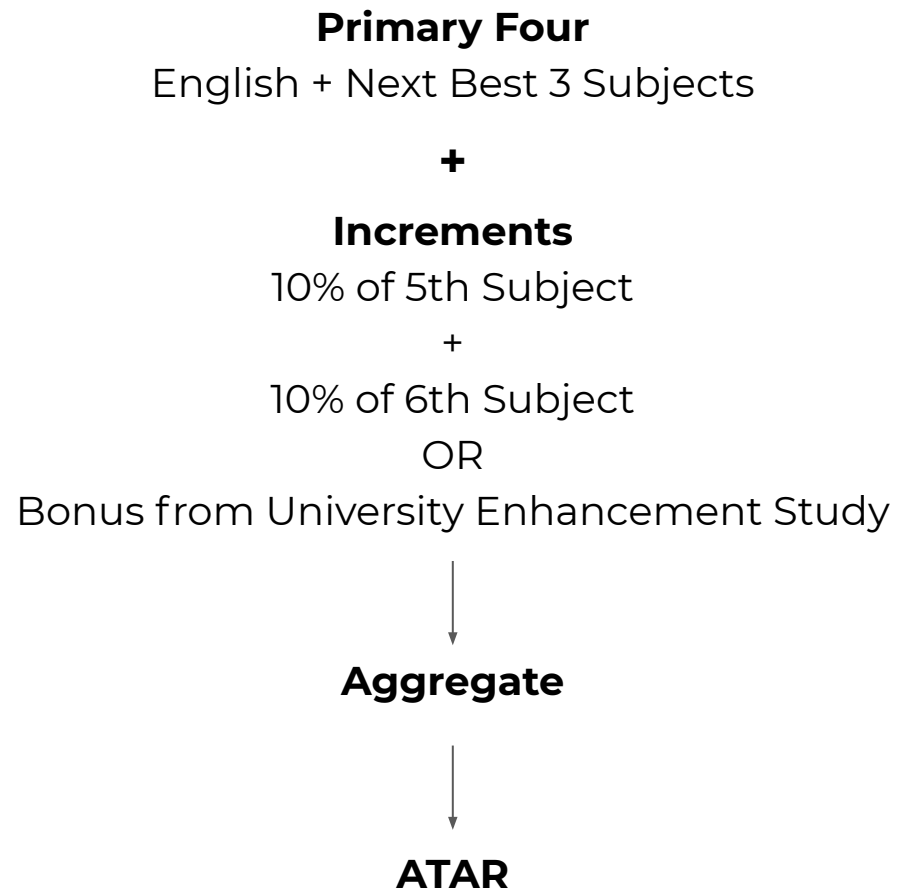 Primary Four
English + Next Best 3 Subjects
+
Increments
10% of 5th Subject
+
10% of 6th Subject
OR
Bonus from University Enhancement Study
Aggregate
ATAR